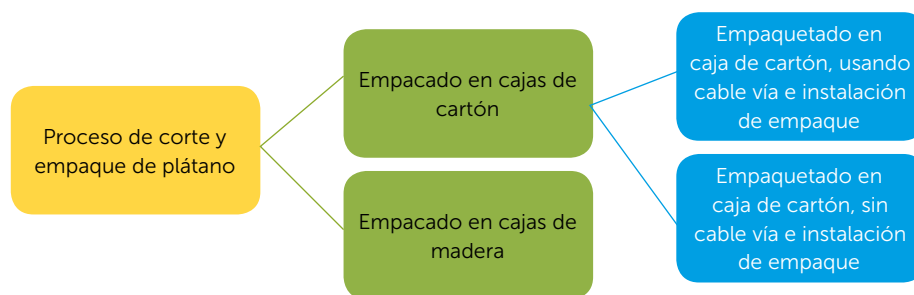 Proceso de corte y
empaque de plátano
Empacado en cajas de
cartón
Empacado en cajas de
madera
Empaquetado en
caja de cartón, usando
cable vía e instalación
de empaque
Empaquetado en
caja de cartón, sin
cable vía e instalación
de empaque